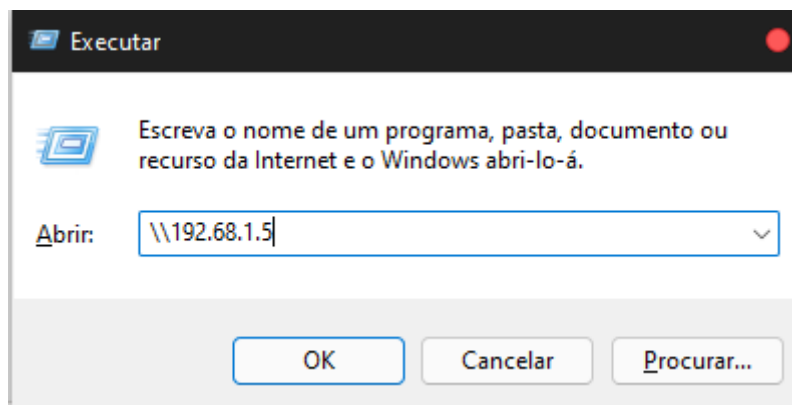 Executar
Escreva o nome de um programa, pasta, documento ou
recurso da Internet e o Windows abri-lo-á.
Abrir: \\192.68.1.5
OK Cancelar Procurar...